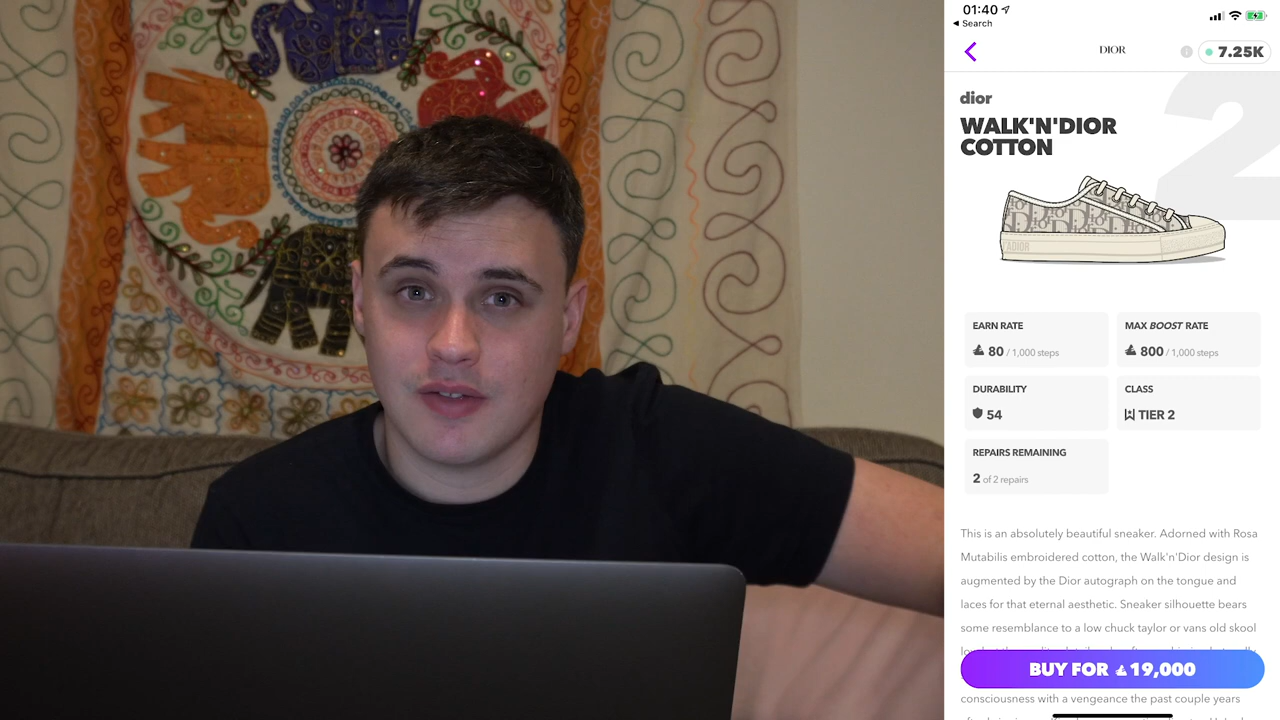 01:40
Search
DIOR
7.25K
2
dior
WALK'N'DIOR
COTTON
EARN RATE
80 / 1,000 steps
MAX BOOST RATE
800 / 1,000 steps
DURABILITY
54
CLASS
TIER 2
REPAIRS REMAINING
2 of 2 repairs
This is an absolutely beautiful sneaker. Adorned with Rosa
Mutabilis embroidered cotton, the Walk'n'Dior design is
augmented by the Dior autograph on the tongue and
laces for that eternal aesthetic. Sneaker silhouette bears
some resemblance to a low chuck taylor or vans old skool
BUY FOR 19,000
consciousness with a vengeance the past couple years